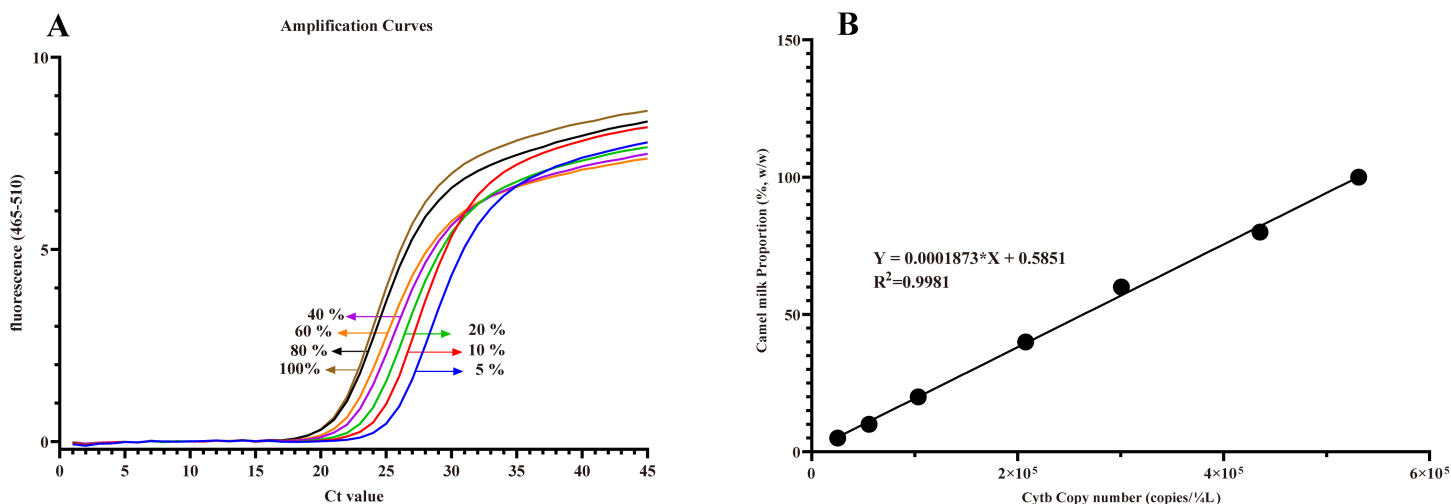 A
Amplification Curves
10
5
0
fluorescence (465-510)
40 %
60 %
80 %
100%
20 %
10 %
5 %
0 5 10 15 20 25 30 35 40 45
Ct value
B
150
100
50
0
Camel milk Proportion (%, w/w)
Y = 0.0001873*X + 0.5851
R²=0.9981
0 2×10⁵ 4×10⁵ 6×10⁵
Cytb Copy number (copies/¼L)